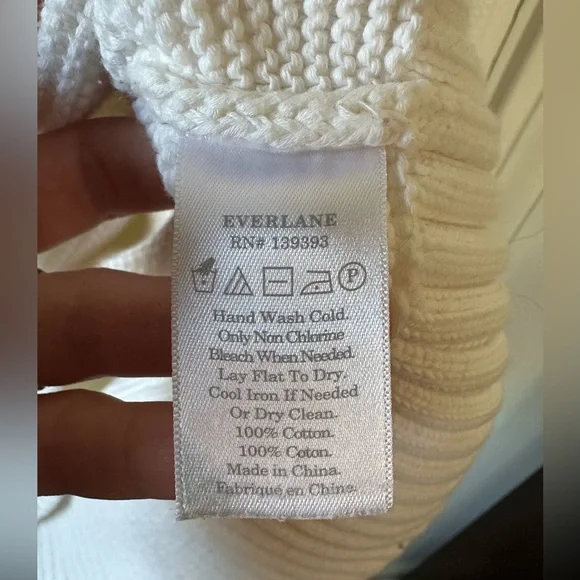 EVERLANE
RN# 139393
P
Hand Wash Cold.
Only Non Chlorine
Bleach When Needed.
Lay Flat To Dry.
Cool Iron If Needed
Or Dry Clean.
100% Cotton.
100% Coton.
Made in China.
Fabriqué en China.